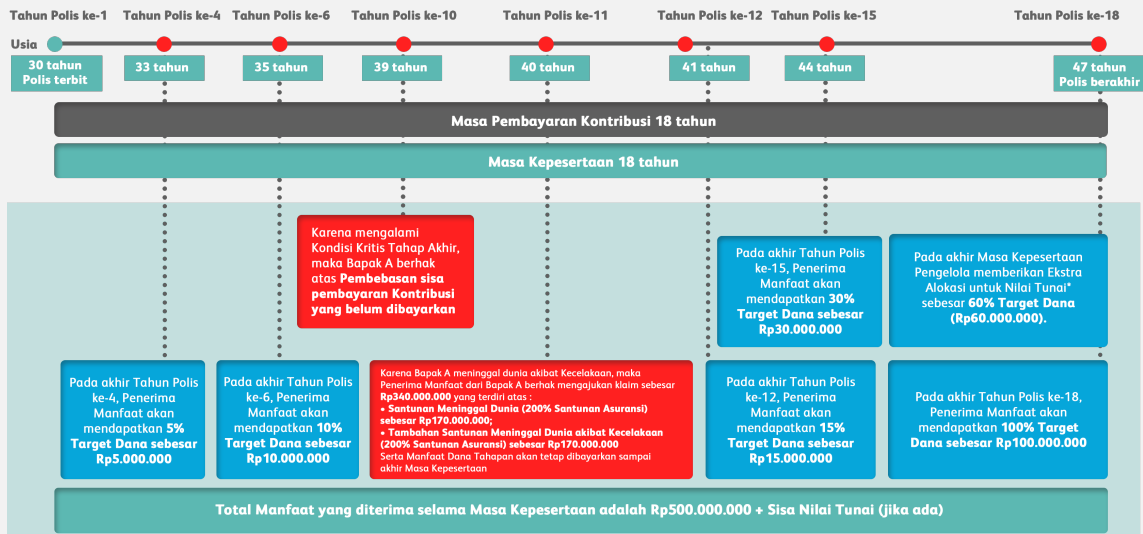 Tahun Polis ke-1
Tahun Polis ke-4
Tahun Polis ke-6
Tahun Polis ke-10
Tahun Polis ke-11
Tahun Polis ke-12
Tahun Polis ke-15
Tahun Polis ke-18
Usia
30 tahun
Polis terbit
33 tahun
35 tahun
39 tahun
40 tahun
41 tahun
44 tahun
47 tahun
Polis berakhir
Masa Pembayaran Kontribusi 18 tahun
Masa Kepesertaan 18 tahun
Karena mengalami
Kondisi Kritis Tahap Akhir,
maka Bapak A berhak
atas Pembebasan sisa
pembayaran Kontribusi
yang belum dibayarkan
Pada akhir Tahun Polis
ke-15, Penerima
Manfaat akan
mendapatkan 30%
Target Dana sebesar
Rp30.000.000
Pada akhir Masa Kepesertaan
Pengelola memberikan Ekstra
Alokasi untuk Nilai Tunai*
sebesar 60% Target Dana
(Rp60.000.000).
Pada akhir Tahun Polis
ke-4, Penerima
Manfaat akan
mendapatkan 5%
Target Dana sebesar
Rp5.000.000
Pada akhir Tahun Polis
ke-6, Penerima
Manfaat akan
mendapatkan 10%
Target Dana sebesar
Rp10.000.000
Karena Bapak A meninggal dunia akibat Kecelakaan, maka
Penerima Manfaat dari Bapak A berhak mengajukan klaim sebesar
Rp340.000.000 yang terdiri atas :
• Santunan Meninggal Dunia (200% Santunan Asuransi)
sebesar Rp170.000.000;
• Tambahan Santunan Meninggal Dunia akibat Kecelakaan
(200% Santunan Asuransi) sebesar Rp170.000.000
Serta Manfaat Dana Tahapan akan tetap dibayarkan sampai
akhir Masa Kepesertaan
Pada akhir Tahun Polis
ke-12, Penerima
Manfaat akan
mendapatkan 15%
Target Dana sebesar
Rp15.000.000
Pada akhir Tahun Polis ke-18,
Penerima Manfaat akan
mendapatkan 100% Target
Dana sebesar Rp100.000.000
Total Manfaat yang diterima selama Masa Kepesertaan adalah Rp500.000.000 + Sisa Nilai Tunai (jika ada)